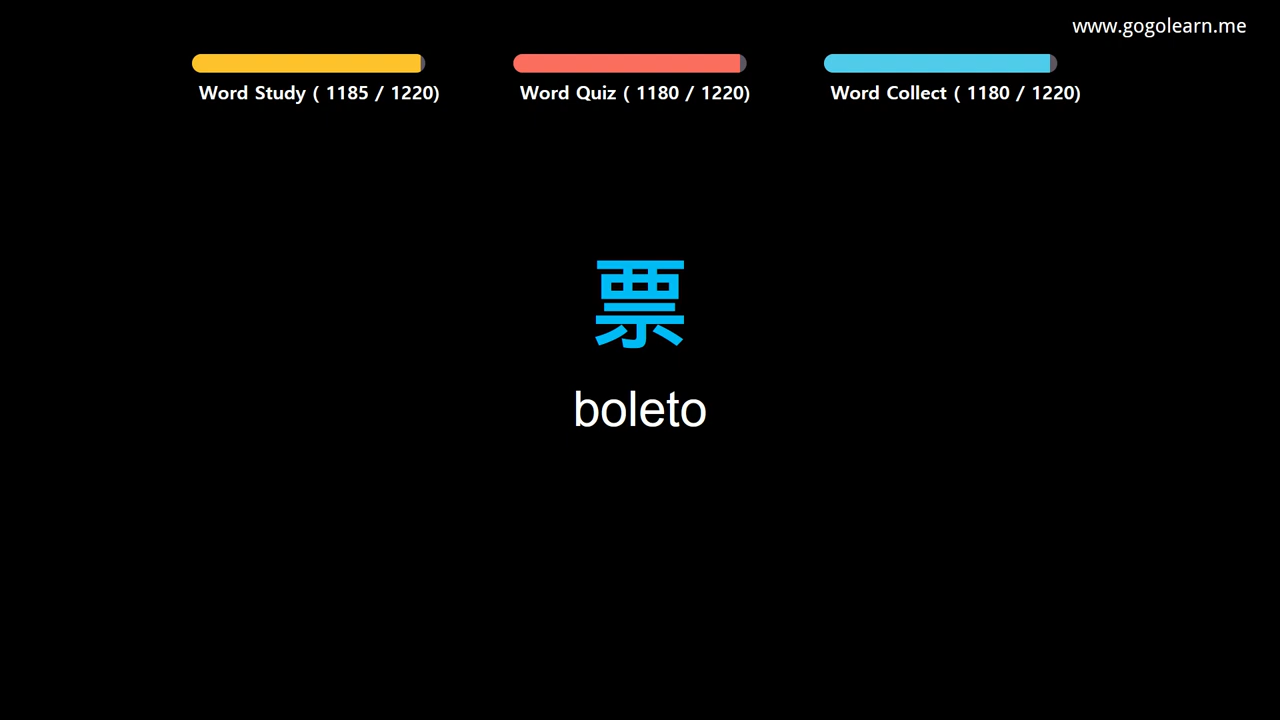 www.gogolearn.me
Word Study ( 1185 / 1220)
Word Quiz ( 1180 / 1220)
Word Collect ( 1180 / 1220)
票
boleto